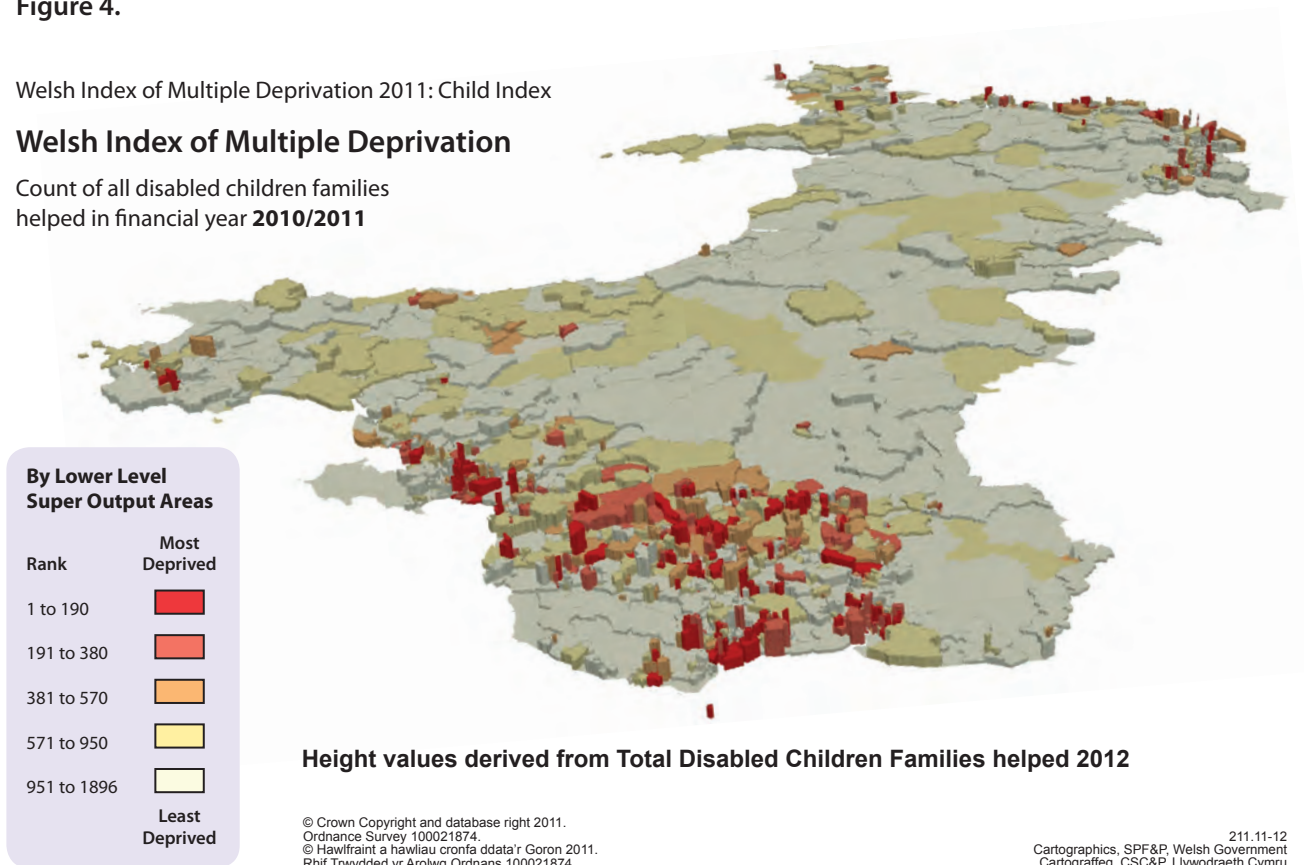 Figure 4.
Welsh Index of Multiple Deprivation 2011: Child Index
Welsh Index of Multiple Deprivation
Count of all disabled children families
helped in financial year 2010/2011
By Lower Level
Super Output Areas
Rank
Most
Deprived
1 to 190
191 to 380
381 to 570
571 to 950
951 to 1896
Least
Deprived
Height values derived from Total Disabled Children Families helped 2012
© Crown Copyright and database right 2011.
Ordnance Survey 100021874.
© Hawlfraint a hawliau cronfa ddata'r Goron 2011.
Rhif Trwydded yr Arolwg Ordnans 100021874
211.11-12
Cartographics, SPF&P, Welsh Government
Cartograffeg, CSC&P, Llywodraeth Cymru